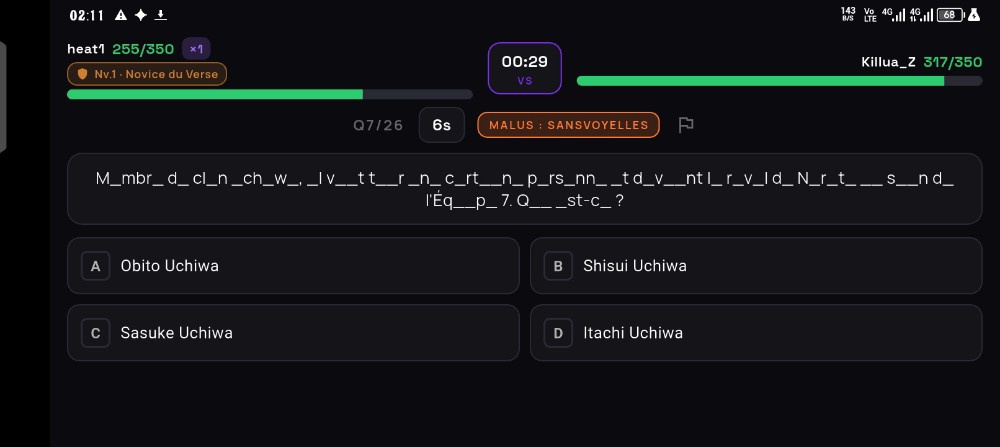 02:11
143 B/S Vo LTE 4G 4G 68
heat1 255/350 ×1
Nv.1 · Novice du Verse
00:29
VS
Killua_Z 317/350
Q7/26 6s MALUS : SANSVOYELLES
M_mbr_ d_ cl_n _ch_w_, _l v__t t__r _n_ c_rt__n_ p_rs_nn_ _t d_v__nt l_ r_v_l d_ N_r_t_ __ s__n d_
l'Éq__p_ 7. Q__ _st-c_ ?
A Obito Uchiwa
B Shisui Uchiwa
C Sasuke Uchiwa
D Itachi Uchiwa